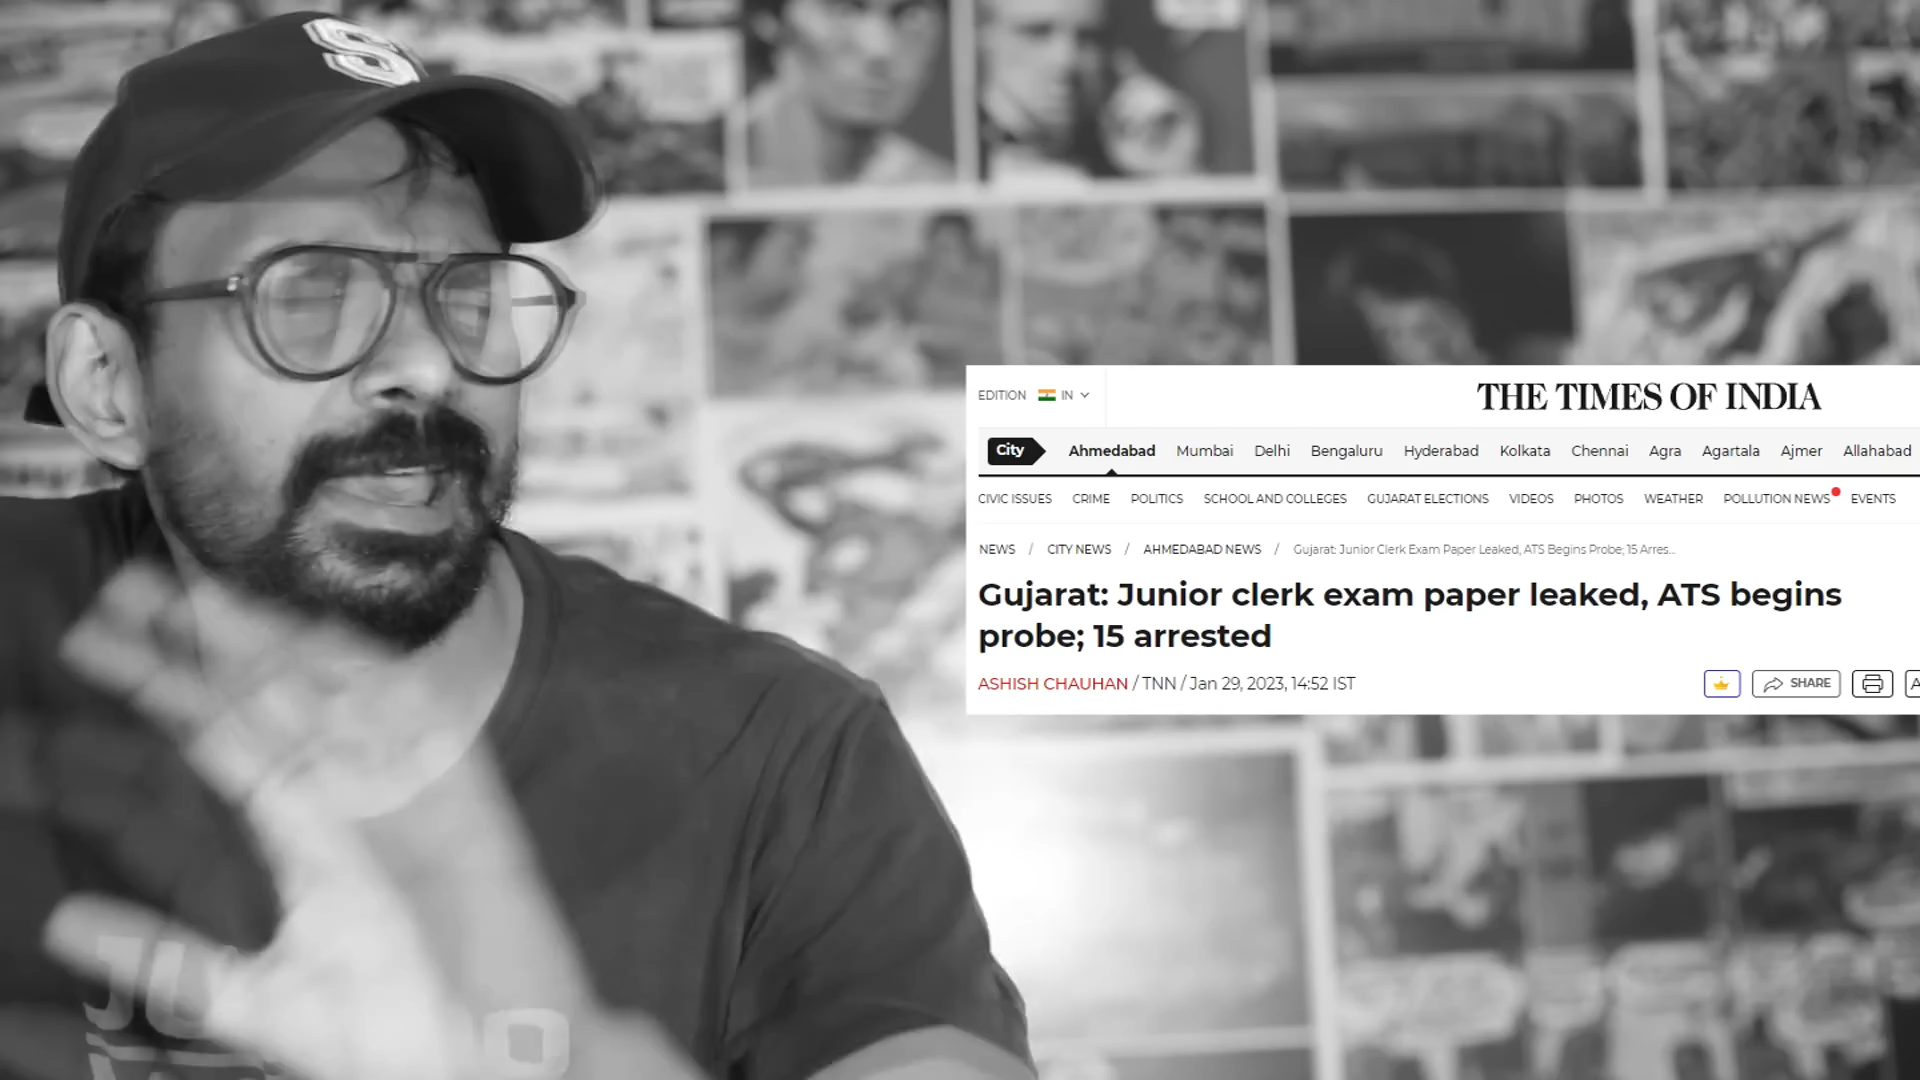 S
EDITION IN
THE TIMES OF INDIA
City Ahmedabad Mumbai Delhi Bengaluru Hyderabad Kolkata Chennai Agra Agartala Ajmer Allahabad
CIVIC ISSUES CRIME POLITICS SCHOOL AND COLLEGES GUJARAT ELECTIONS VIDEOS PHOTOS WEATHER POLLUTION NEWS EVENTS
NEWS / CITY NEWS / AHMEDABAD NEWS / Gujarat: Junior Clerk Exam Paper Leaked, ATS Begins Probe; 15 Arres...
Gujarat: Junior clerk exam paper leaked, ATS begins
probe; 15 arrested
ASHISH CHAUHAN / TNN / Jan 29, 2023, 14:52 IST
SHARE